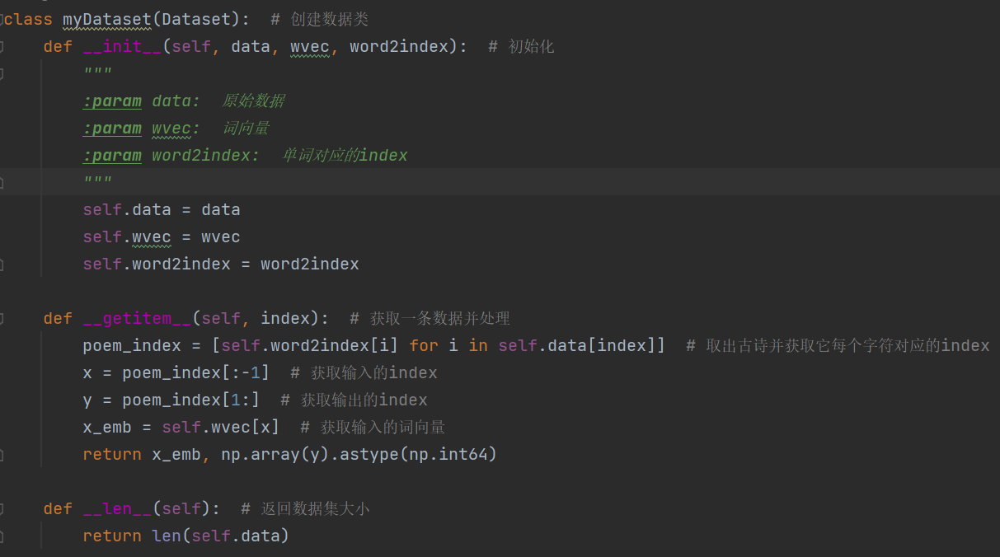 class myDataset(Dataset):  # 创建数据类
    def __init__(self, data, wvec, word2index):  # 初始化
        """
        :param data:  原始数据
        :param wvec:  词向量
        :param word2index:  单词对应的index
        """
        self.data = data
        self.wvec = wvec
        self.word2index = word2index
    def __getitem__(self, index):  # 获取一条数据并处理
        poem_index = [self.word2index[i] for i in self.data[index]]  # 取出古诗并获取它每个字符对应的index
        x = poem_index[:-1]  # 获取输入的index
        y = poem_index[1:]  # 获取输出的index
        x_emb = self.wvec[x]  # 获取输入的词向量
        return x_emb, np.array(y).astype(np.int64)
    def __len__(self):  # 返回数据集大小
        return len(self.data)